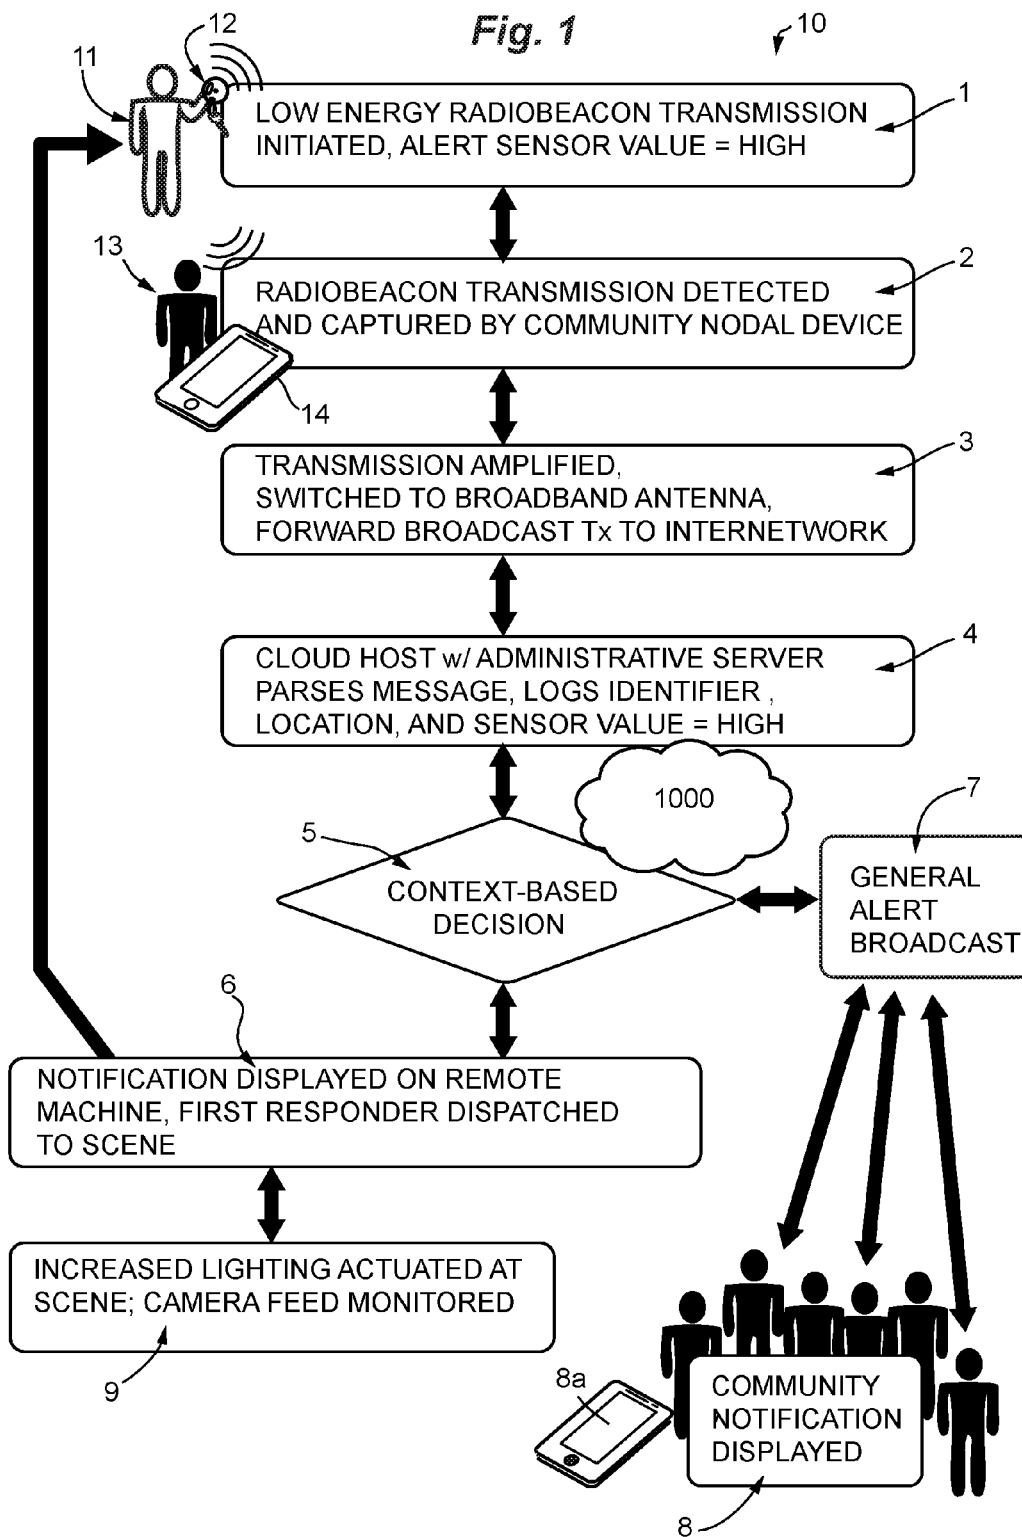 Fig. 1
10
12
11
1
LOW ENERGY RADIOBEACON TRANSMISSION
INITIATED, ALERT SENSOR VALUE = HIGH
13
2
RADIOBEACON TRANSMISSION DETECTED
AND CAPTURED BY COMMUNITY NODAL DEVICE
14
3
TRANSMISSION AMPLIFIED,
SWITCHED TO BROADBAND ANTENNA,
FORWARD BROADCAST Tx TO INTERNETWORK
4
CLOUD HOST w/ ADMINISTRATIVE SERVER
PARSES MESSAGE, LOGS IDENTIFIER ,
LOCATION, AND SENSOR VALUE = HIGH
1000
5
CONTEXT-BASED
DECISION
7
GENERAL
ALERT
BROADCAST
6
NOTIFICATION DISPLAYED ON REMOTE
MACHINE, FIRST RESPONDER DISPATCHED
TO SCENE
INCREASED LIGHTING ACTUATED AT
SCENE; CAMERA FEED MONITORED
9
8a
COMMUNITY
NOTIFICATION
DISPLAYED
8